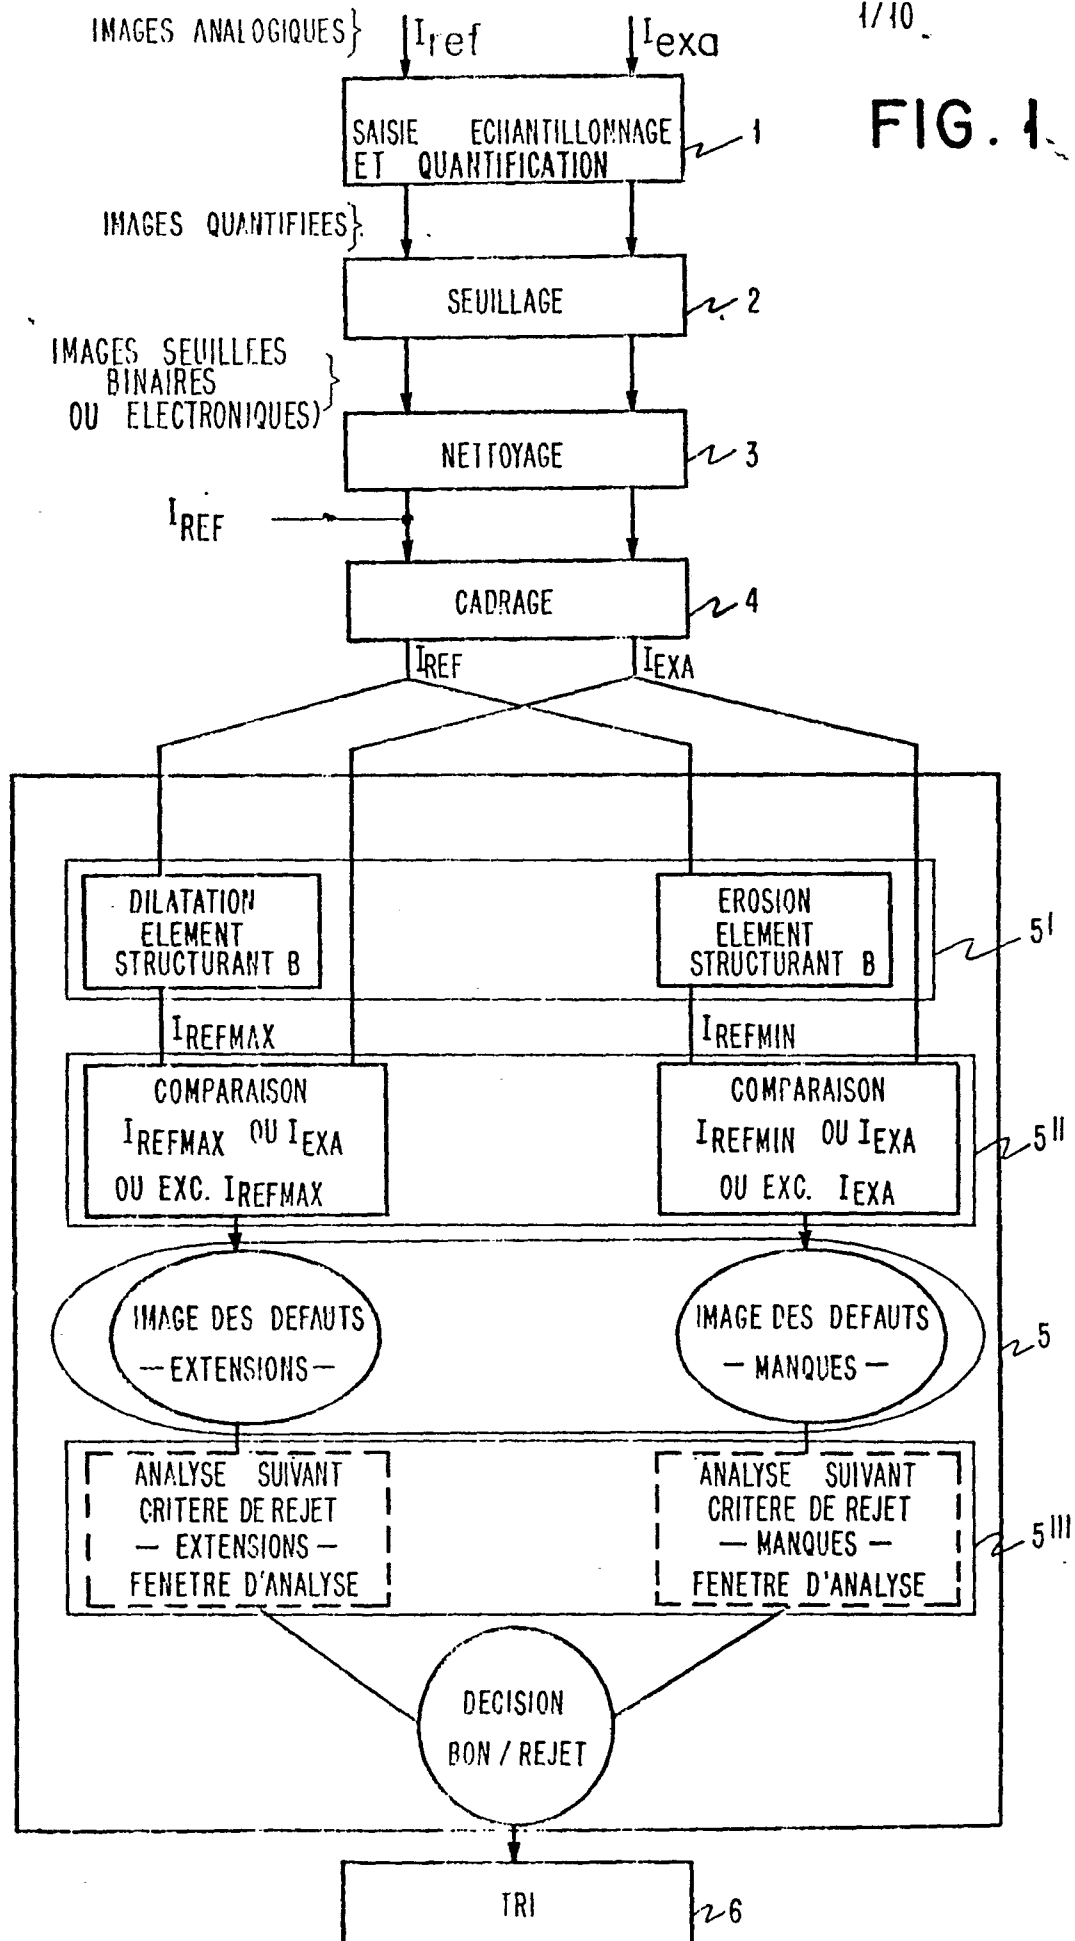 1/10
FIG. 1
IMAGES ANALOGIQUES}
Iref
Iexa
SAISIE ECHANTILLONNAGE
ET QUANTIFICATION
1
IMAGES QUANTIFIEES}
SEUILLAGE
2
IMAGES SEUILLEES
BINAIRES
OU ELECTRONIQUES)
}
NETTOYAGE
3
IREF
CADRAGE
4
IREF
IEXA
DILATATION
ELEMENT
STRUCTURANT B
EROSION
ELEMENT
STRUCTURANT B
5I
IREFMAX
IREFMIN
COMPARAISON
IREFMAX OU IEXA
OU EXC. IREFMAX
COMPARAISON
IREFMIN OU IEXA
OU EXC. IEXA
5II
IMAGE DES DEFAUTS
— EXTENSIONS —
IMAGE DES DEFAUTS
— MANQUES —
5
ANALYSE SUIVANT
CRITERE DE REJET
— EXTENSIONS —
FENETRE D'ANALYSE
ANALYSE SUIVANT
CRITERE DE REJET
— MANQUES —
FENETRE D'ANALYSE
5III
DECISION
BON / REJET
TRI
6